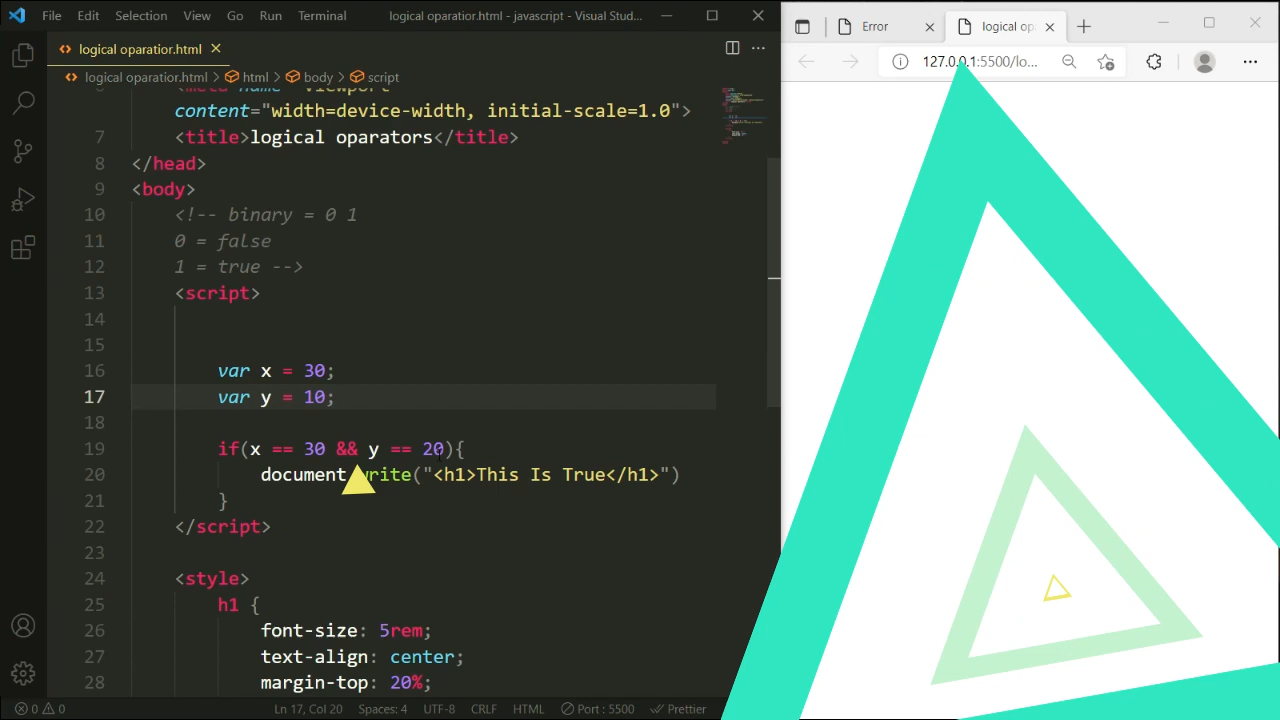 File Edit Selection View Go Run Terminal logical oparatior.html - javascript - Visual Stud...
logical oparatior.html
logical oparatior.html > html > body > script
content="width=device-width, initial-scale=1.0">
7 <title>logical oparators</title>
8 </head>
9 <body>
10 <!-- binary = 0 1
11 0 = false
12 1 = true -->
13 <script>
14
15
16 var x = 30;
17 var y = 10;
18
19 if(x == 30 && y == 20){
20 document write("<h1>This Is True</h1>")
21 }
22 </script>
23
24 <style>
25 h1 {
26 font-size: 5rem;
27 text-align: center;
28 margin-top: 20%;
0 0 Ln 17, Col 20 Spaces: 4 UTF-8 CRLF HTML Port : 5500 Prettier
Error logical op
127.0.0.1:5500/lo...